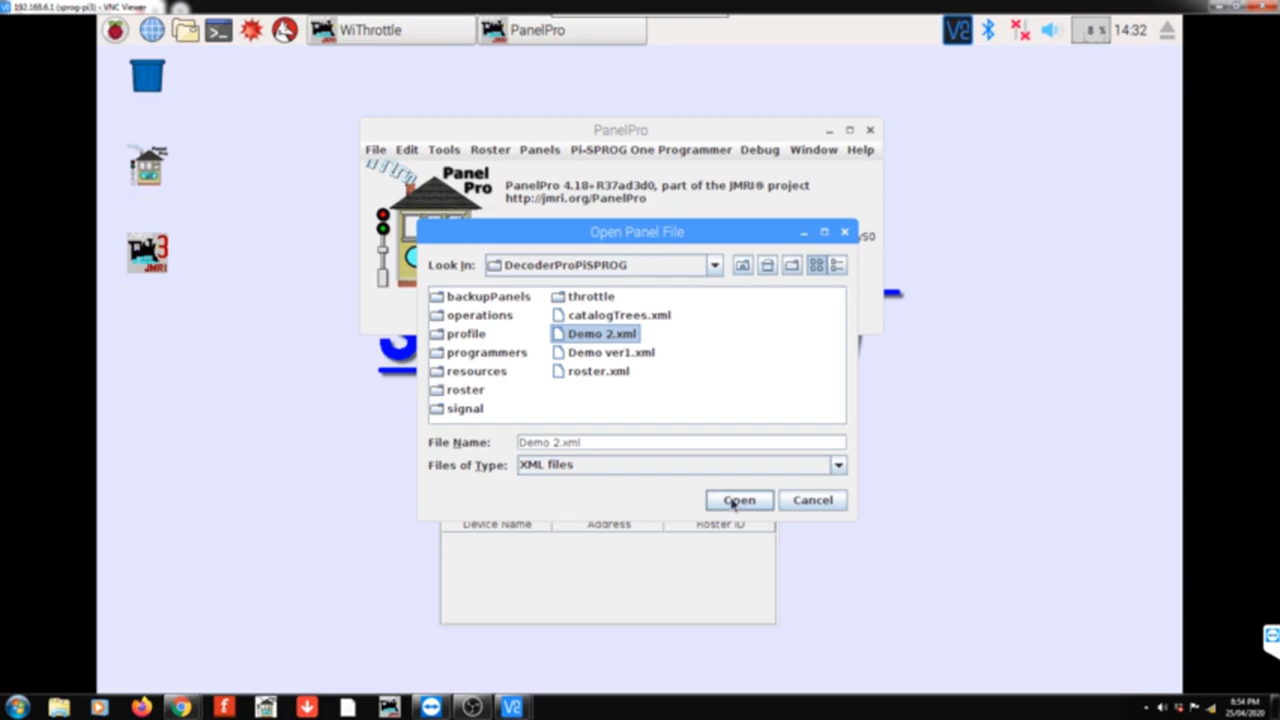 192.168.6.1 (sprog-pi3) - VNC Viewer
WiThrottle
PanelPro
8 %
14:32
PanelPro
File Edit Tools Roster Panels Pi-SPROG One Programmer Debug Window Help
Panel
Pro
PanelPro 4.18+R37ad3d0, part of the JMRI® project
http://jmri.org/PanelPro
Open Panel File
Look In: DecoderProPiSPROG
backupPanels
operations
profile
programmers
resources
roster
signal
throttle
catalogTrees.xml
Demo 2.xml
Demo ver1.xml
roster.xml
File Name: Demo 2.xml
Files of Type: XML files
Open Cancel
Device Name Address Roster ID
8:54 PM
25/04/2020